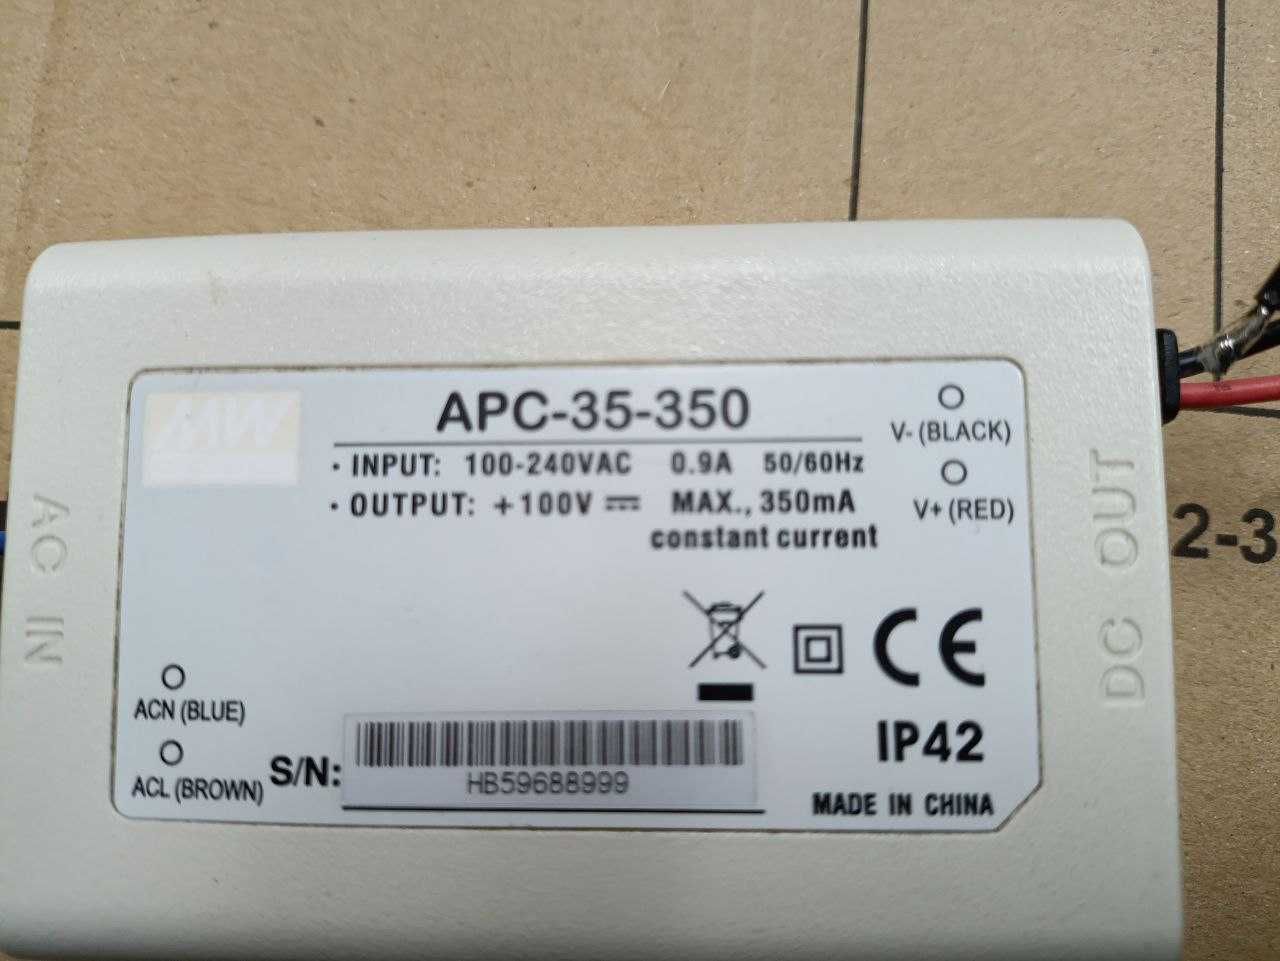 MW
APC-35-350
· INPUT: 100-240VAC 0.9A 50/60Hz
· OUTPUT: +100V MAX., 350mA
constant current
V- (BLACK)
V+ (RED)
AC IN
DC OUT
2-3
ACN (BLUE)
ACL (BROWN)
S/N:
HB59688999
CE
IP42
MADE IN CHINA